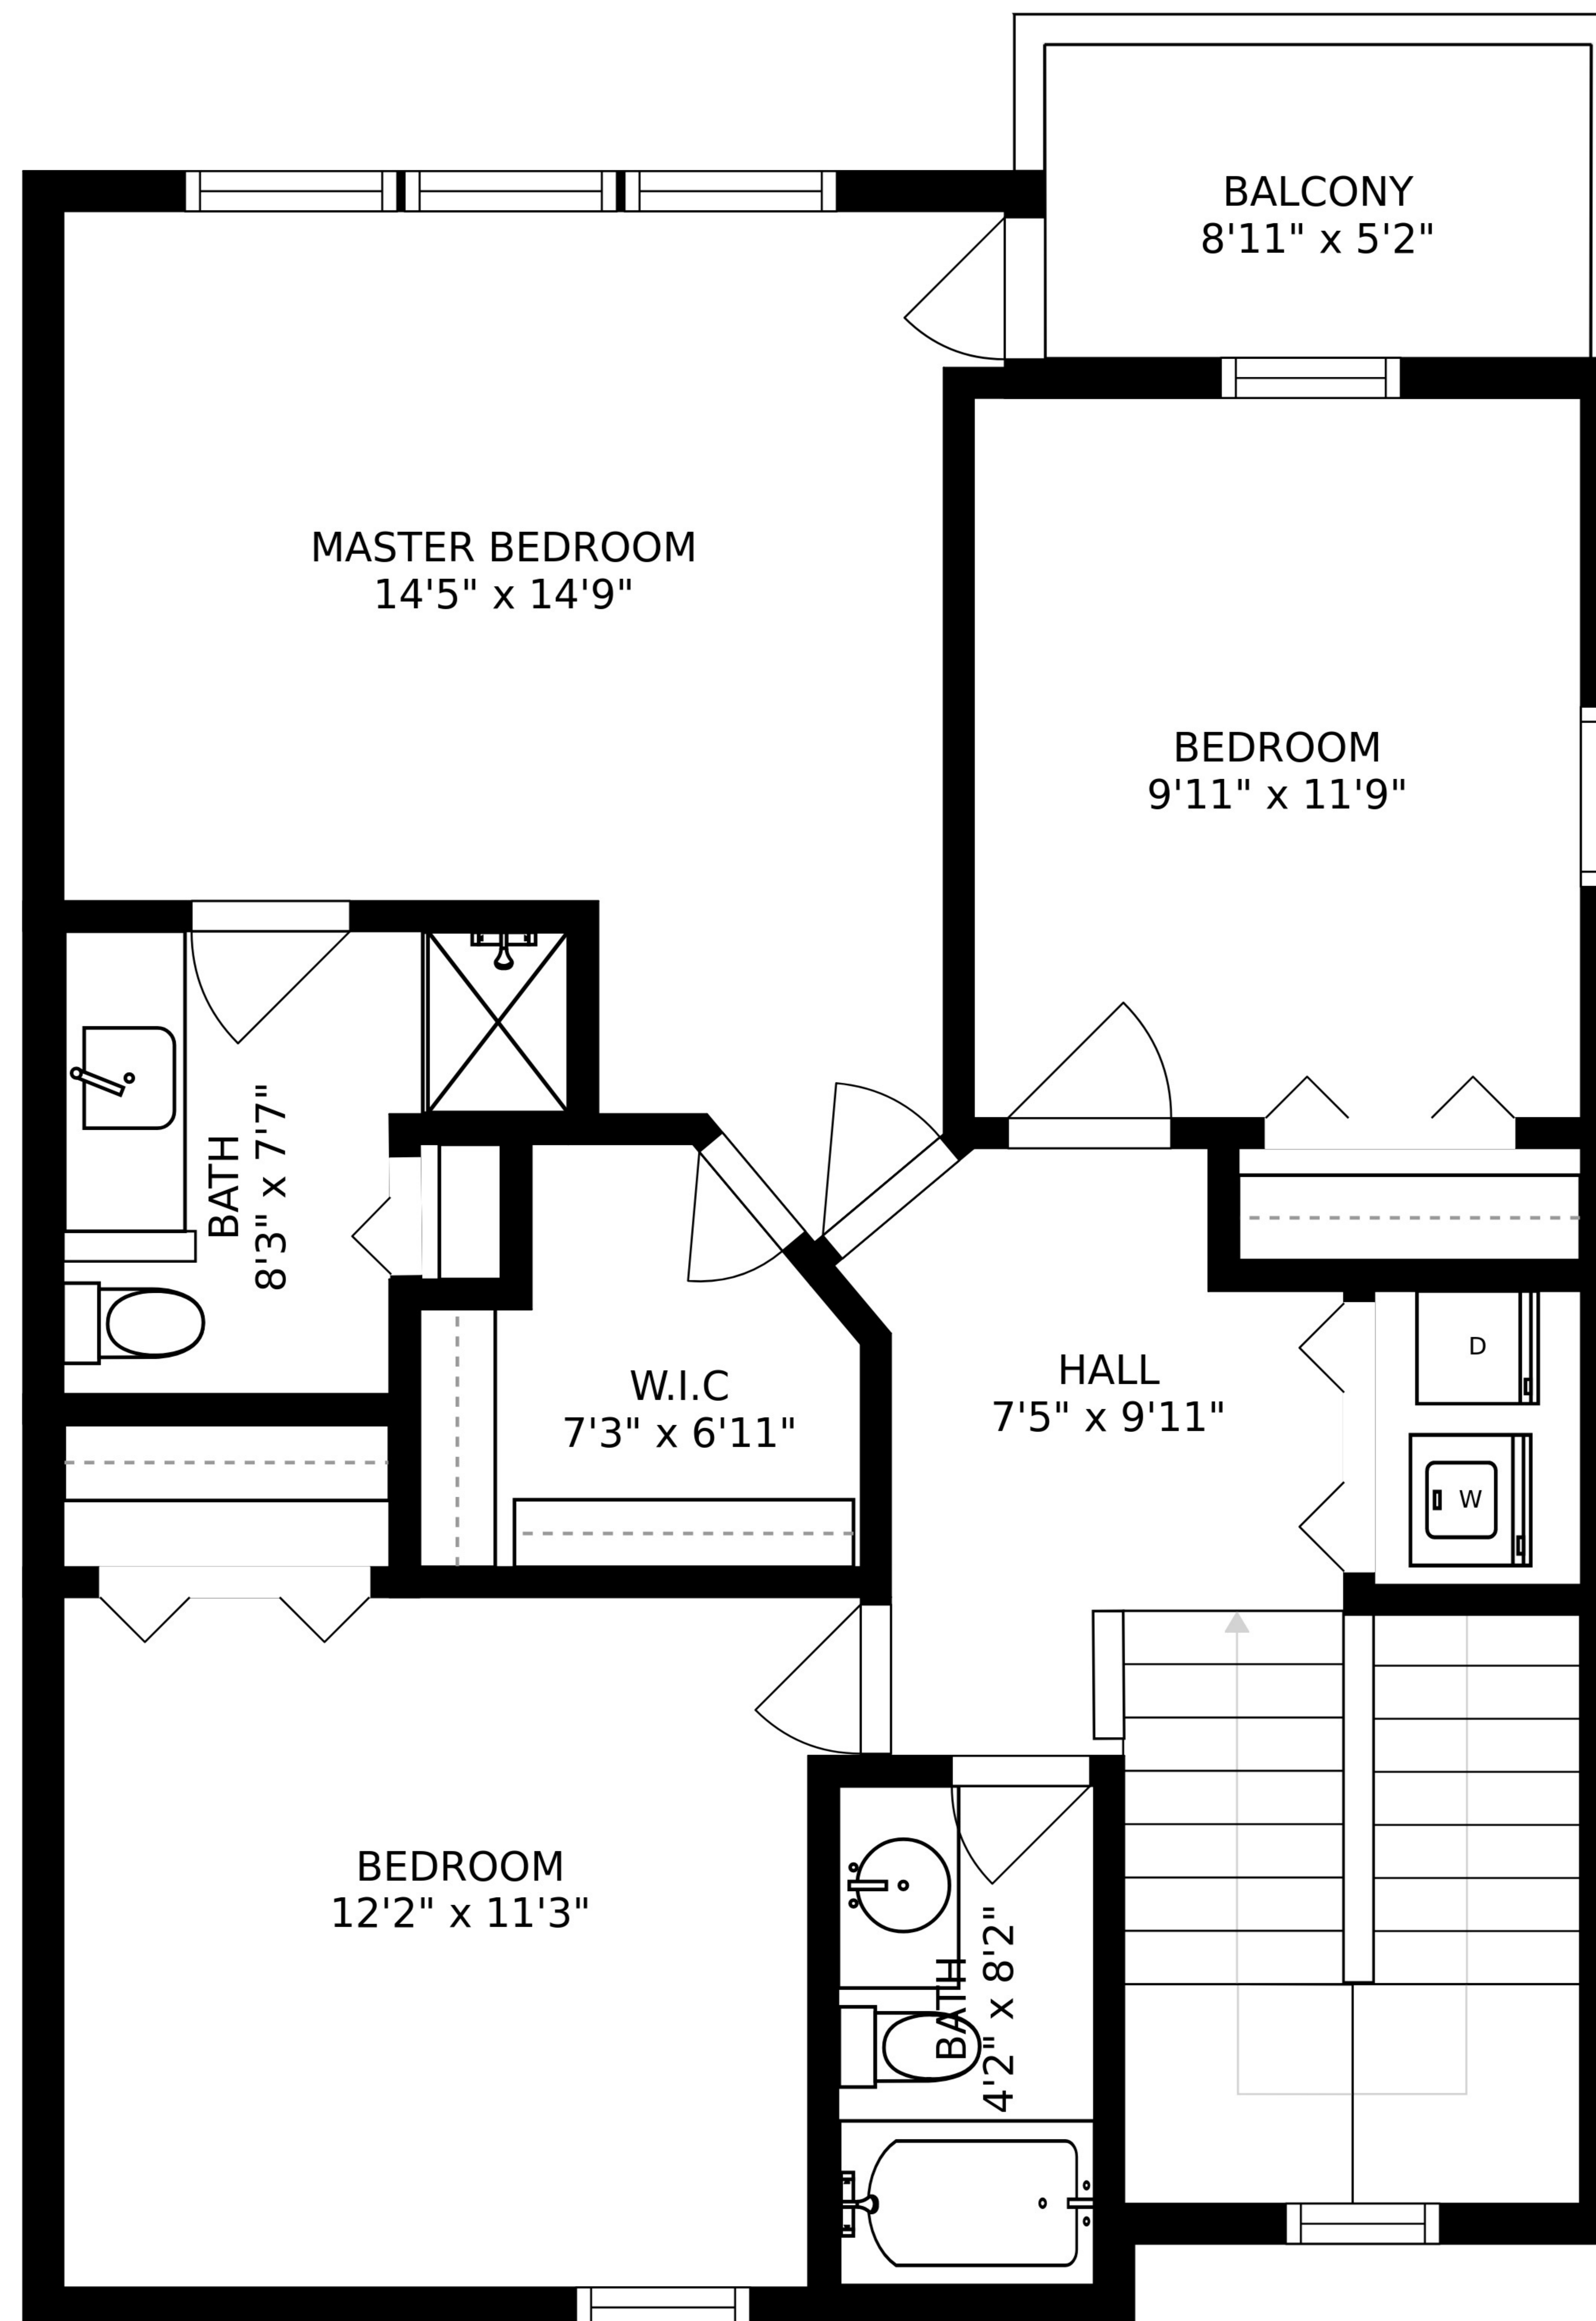 BALCONY
8'11" x 5'2"
MASTER BEDROOM
14'5" x 14'9"
BEDROOM
9'11" x 11'9"
BATH
8'3" x 7'7"
W.I.C
7'3" x 6'11"
HALL
7'5" x 9'11"
D
W
BEDROOM
12'2" x 11'3"
BATH
4'2" x 8'2"